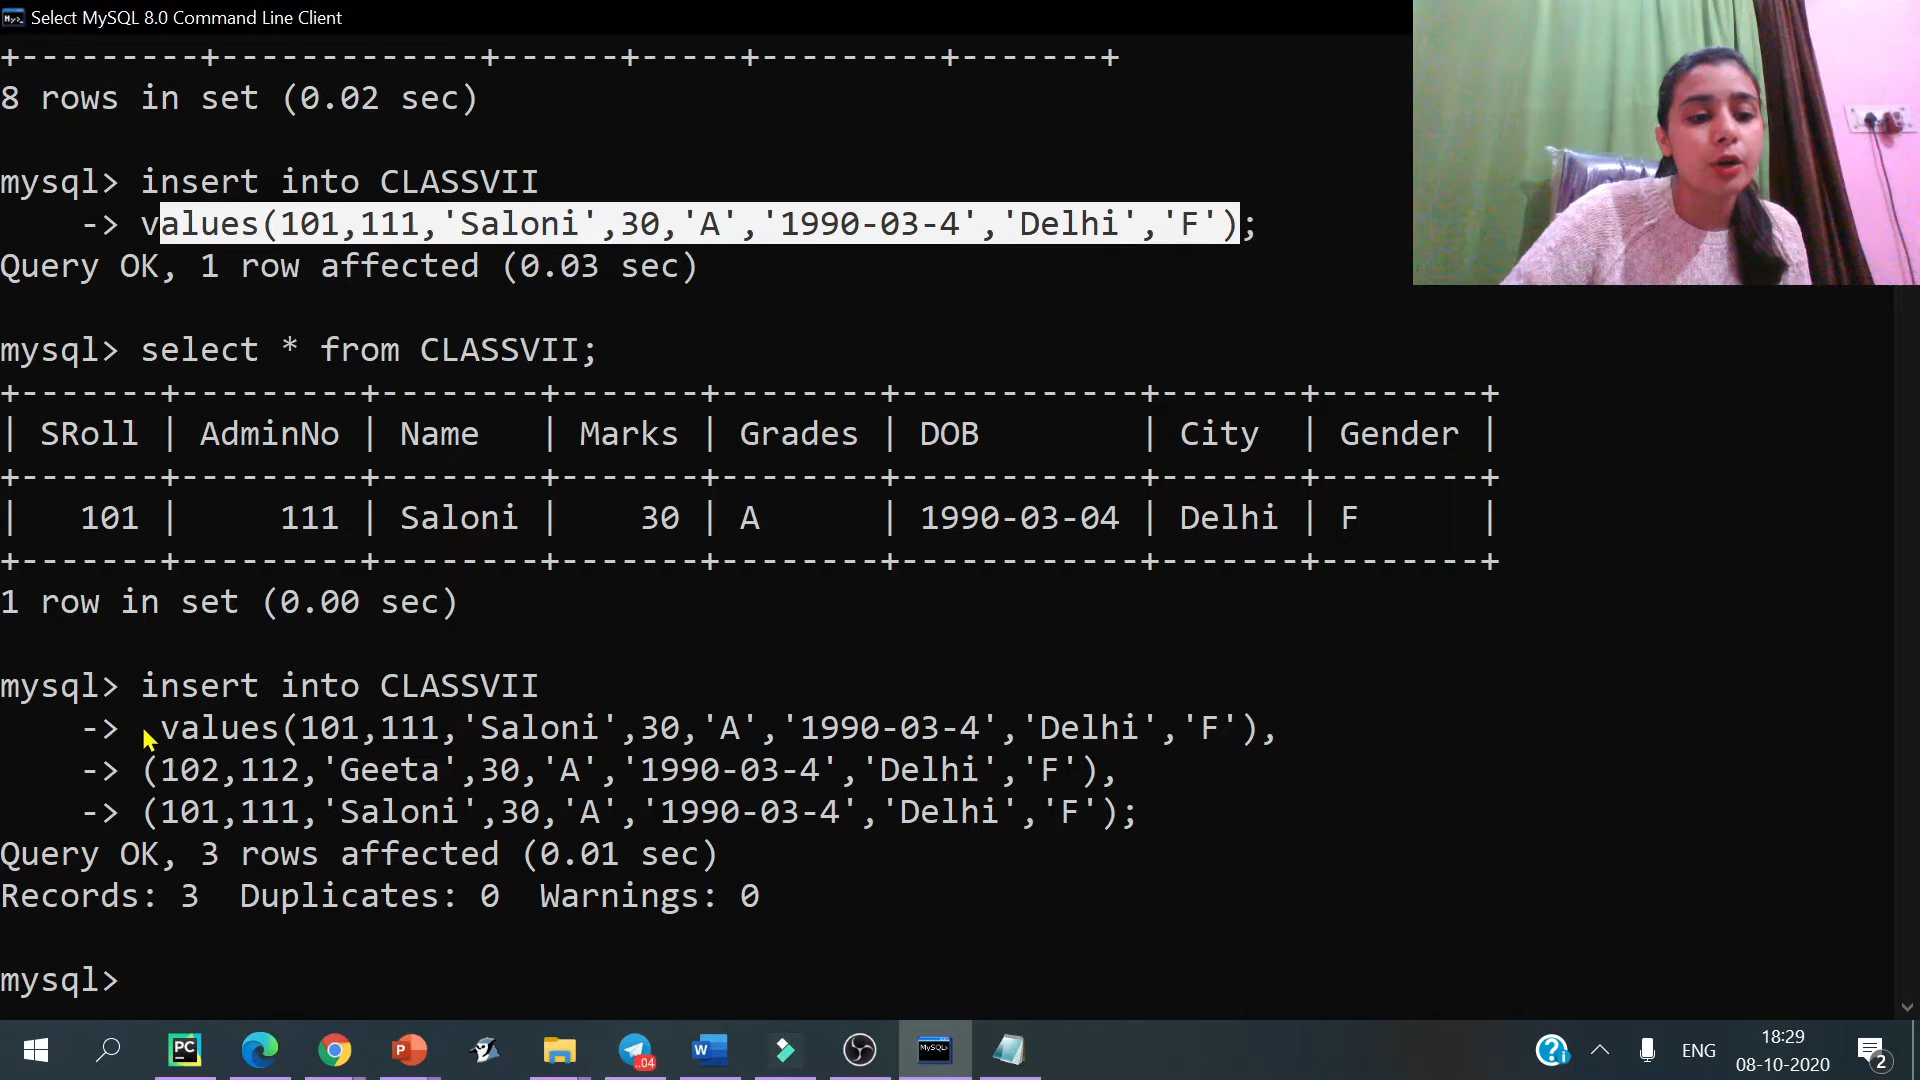 Select MySQL 8.0 Command Line Client
+---------+-------------+------+-----+---------+-------+
8 rows in set (0.02 sec)
mysql> insert into CLASSVII
    -> values(101,111,'Saloni',30,'A','1990-03-4','Delhi','F');
Query OK, 1 row affected (0.03 sec)
mysql> select * from CLASSVII;
+-------+---------+--------+-------+--------+------------+-------+--------+
| SRoll | AdminNo | Name   | Marks | Grades | DOB        | City  | Gender |
+-------+---------+--------+-------+--------+------------+-------+--------+
|   101 |     111 | Saloni |    30 | A      | 1990-03-04 | Delhi | F      |
+-------+---------+--------+-------+--------+------------+-------+--------+
1 row in set (0.00 sec)
mysql> insert into CLASSVII
    ->  values(101,111,'Saloni',30,'A','1990-03-4','Delhi','F'),
    -> (102,112,'Geeta',30,'A','1990-03-4','Delhi','F'),
    -> (101,111,'Saloni',30,'A','1990-03-4','Delhi','F');
Query OK, 3 rows affected (0.01 sec)
Records: 3  Duplicates: 0  Warnings: 0
mysql>
PC
P
..04
W
MySQL>
ENG
18:29
08-10-2020
2